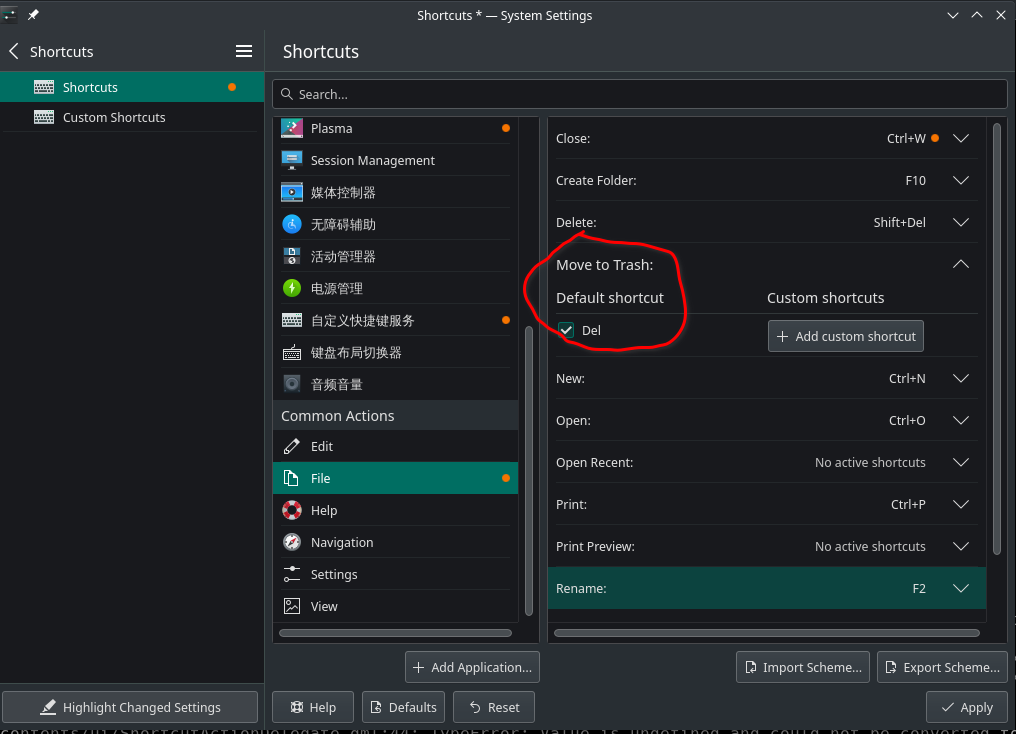 Shortcuts * — System Settings
Shortcuts
Shortcuts
Custom Shortcuts
Highlight Changed Settings
Shortcuts
Search...
Plasma
Session Management
媒体控制器
无障碍辅助
活动管理器
电源管理
自定义快捷键服务
键盘布局切换器
音频音量
Common Actions
Edit
File
Help
Navigation
Settings
View
Add Application...
Close: Ctrl+W
Create Folder: F10
Delete: Shift+Del
Move to Trash:
Default shortcut Custom shortcuts
Del Add custom shortcut
New: Ctrl+N
Open: Ctrl+O
Open Recent: No active shortcuts
Print: Ctrl+P
Print Preview: No active shortcuts
Rename: F2
Import Scheme... Export Scheme...
Help Defaults Reset Apply
contents/ui/ShortcutActionDelegate.qml:44: TypeError: Value is undefined and could not be converted to